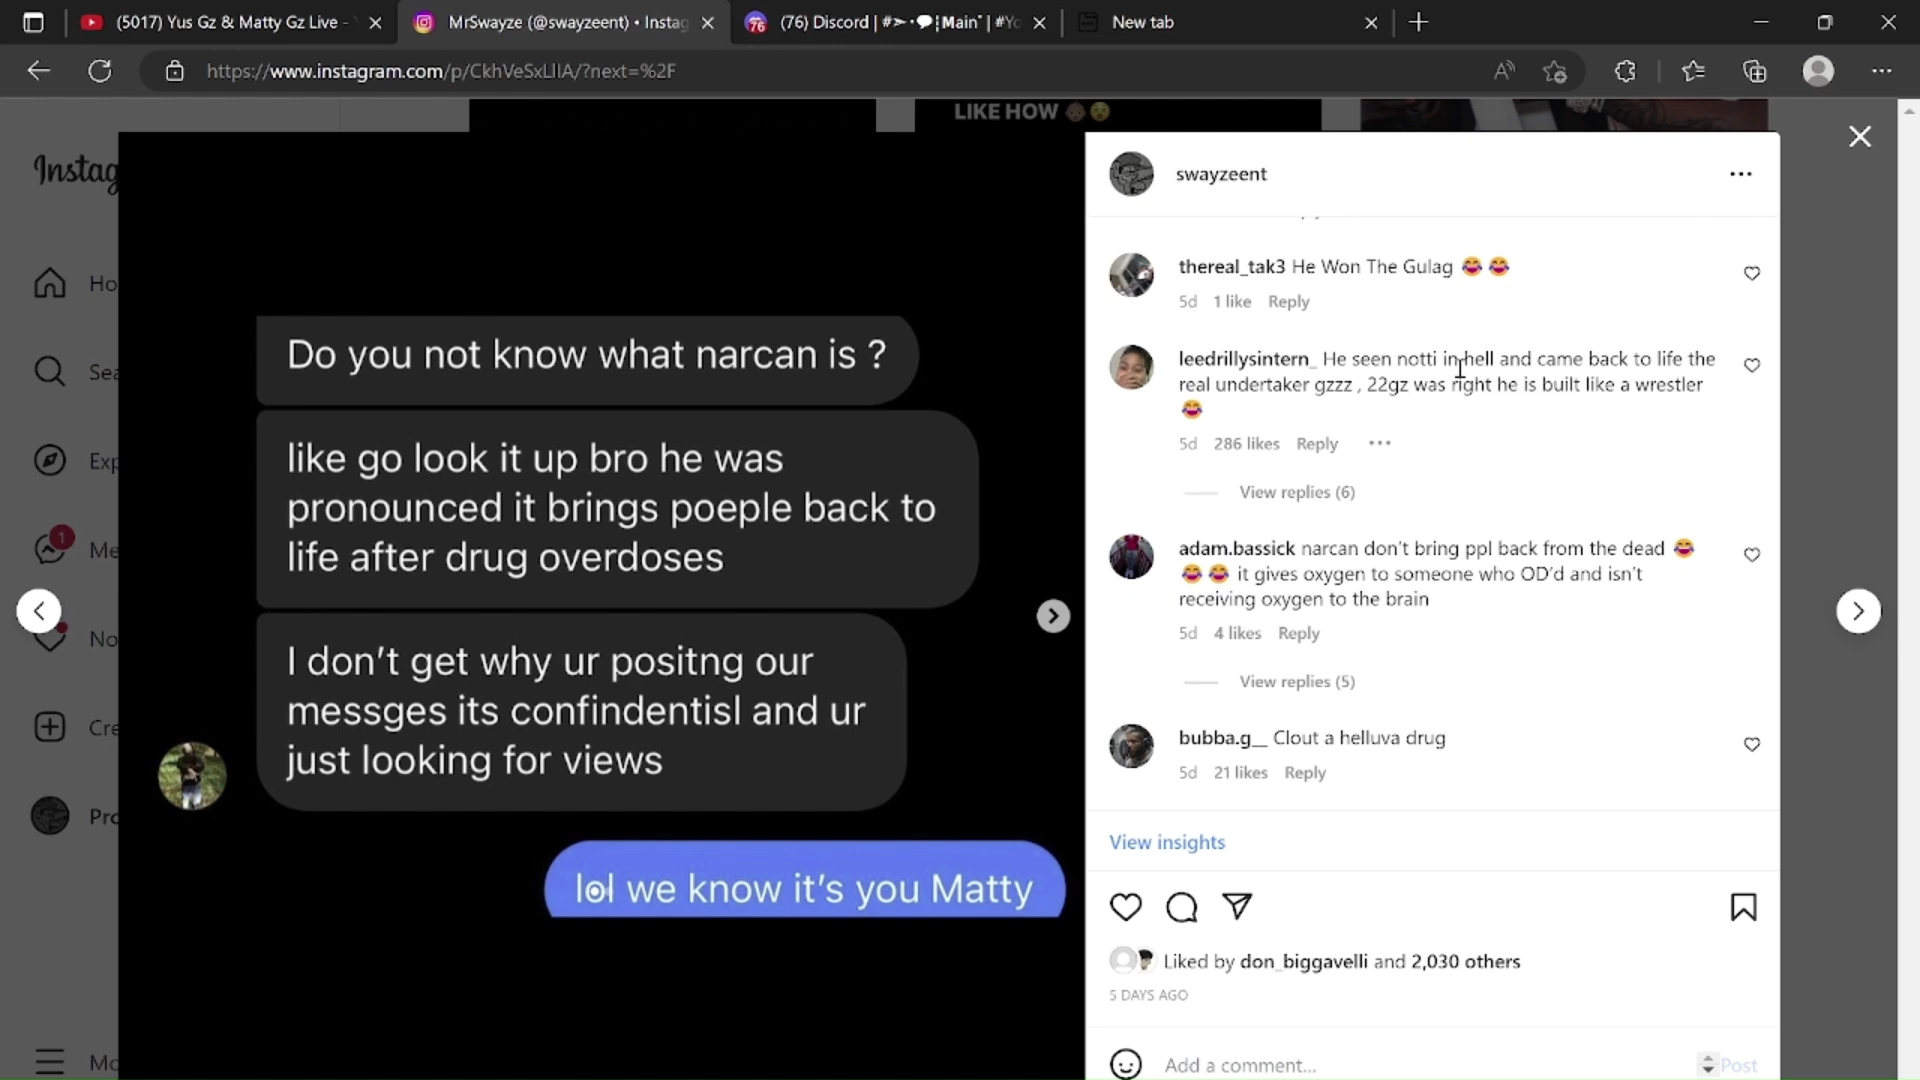 (5017) Yus Gz & Matty Gz Live -
MrSwayze (@swayzeent) • Instag
(76) Discord | #➣・💬┆Main" | #Yo
New tab
https://www.instagram.com/p/CkhVeSxLIlA/?next=%2F
LIKE HOW
Instag
Ho
Sea
Exp
1
Me
No
Cre
Pro
Mo
Do you not know what narcan is ?
like go look it up bro he was
pronounced it brings poeple back to
life after drug overdoses
I don't get why ur positng our
messges its confindentisl and ur
just looking for views
lol we know it's you Matty
swayzeent
thereal_tak3 He Won The Gulag 😂 😂
5d 1 like Reply
leedrillysintern_ He seen notti in hell and came back to life the
real undertaker gzzz , 22gz was right he is built like a wrestler
😂
5d 286 likes Reply
View replies (6)
adam.bassick narcan don't bring ppl back from the dead 😂
😂 😂 it gives oxygen to someone who OD'd and isn't
receiving oxygen to the brain
5d 4 likes Reply
View replies (5)
bubba.g__ Clout a helluva drug
5d 21 likes Reply
View insights
Liked by don_biggavelli and 2,030 others
5 DAYS AGO
Add a comment...
Post